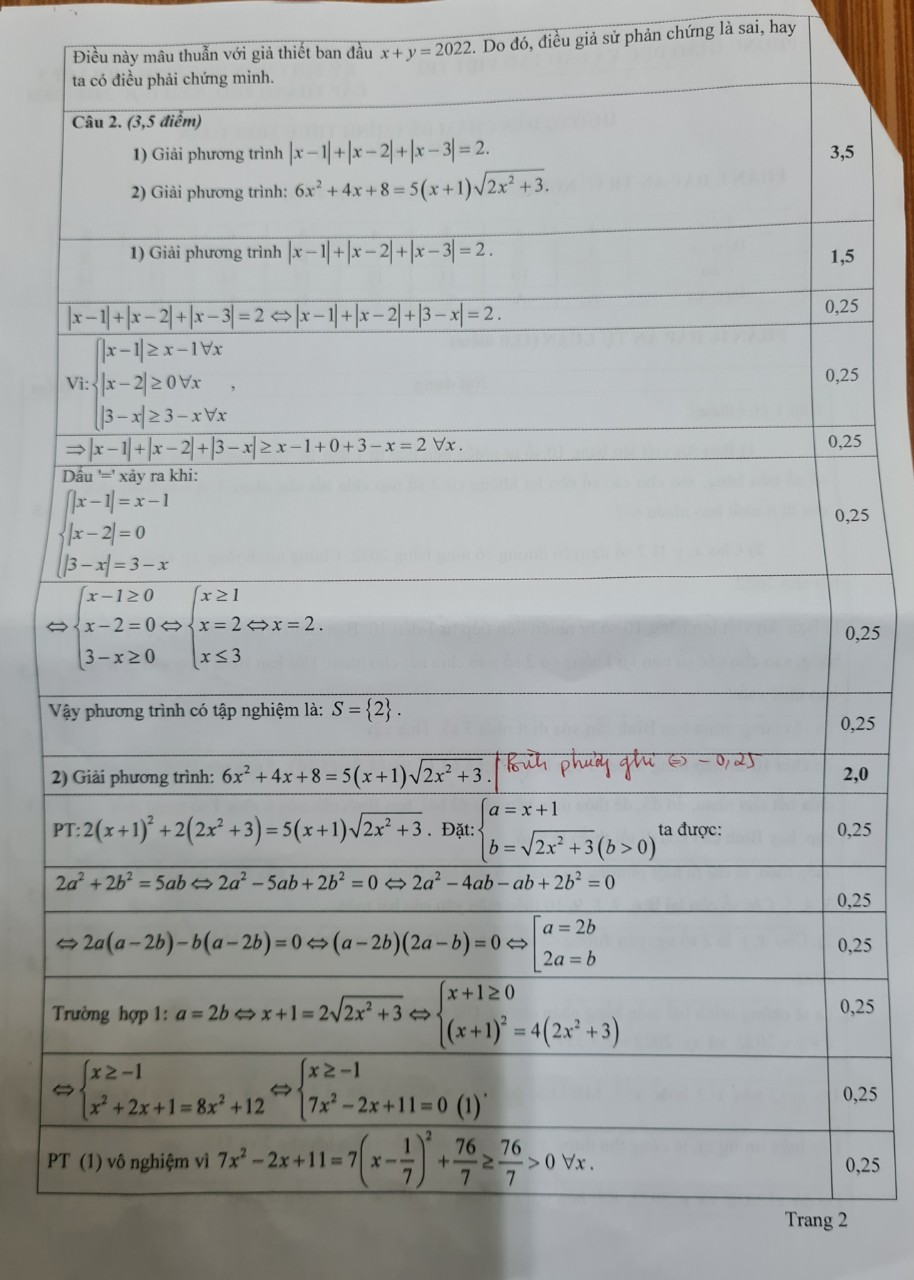 Điều này mâu thuẫn với giả thiết ban đầu x + y = 2022. Do đó, điều giả sử phản chứng là sai, hay
ta có điều phải chứng minh.
Câu 2. (3,5 điểm)
1) Giải phương trình |x−1|+|x−2|+|x−3| = 2.
3,5
2) Giải phương trình: 6x² + 4x + 8 = 5(x+1)√(2x² + 3).
1) Giải phương trình |x−1|+|x−2|+|x−3| = 2.
1,5
|x−1|+|x−2|+|x−3| = 2 ⇔ |x−1|+|x−2|+|3−x| = 2.
0,25
Vì: { |x−1| ≥ x−1 ∀x
|x−2| ≥ 0 ∀x ,
|3−x| ≥ 3−x ∀x
0,25
⇒ |x−1|+|x−2|+|3−x| ≥ x−1+0+3−x = 2 ∀x.
0,25
Dấu '=' xảy ra khi:
{ |x−1| = x−1
|x−2| = 0
|3−x| = 3−x
0,25
⇔ { x−1 ≥ 0 { x ≥ 1
x−2 = 0 ⇔ x = 2 ⇔ x = 2.
3−x ≥ 0 x ≤ 3
0,25
Vậy phương trình có tập nghiệm là: S = {2}.
0,25
2) Giải phương trình: 6x² + 4x + 8 = 5(x+1)√(2x² + 3). ghi ⇔ −0,25
2,0
PT: 2(x+1)² + 2(2x² + 3) = 5(x+1)√(2x² + 3). Đặt: { a = x+1
b = √(2x² + 3) (b > 0) ta được:
0,25
2a² + 2b² = 5ab ⇔ 2a² − 5ab + 2b² = 0 ⇔ 2a² − 4ab − ab + 2b² = 0
0,25
⇔ 2a(a−2b) − b(a−2b) = 0 ⇔ (a−2b)(2a−b) = 0 ⇔ [ a = 2b
2a = b
0,25
Trường hợp 1: a = 2b ⇔ x+1 = 2√(2x² + 3) ⇔ { x+1 ≥ 0
(x+1)² = 4(2x² + 3)
0,25
⇔ { x ≥ −1 ⇔ { x ≥ −1
x² + 2x + 1 = 8x² + 12 7x² − 2x + 11 = 0 (1).
0,25
PT (1) vô nghiệm vì 7x² − 2x + 11 = 7(x − 1/7)² + 76/7 ≥ 76/7 > 0 ∀x.
0,25
Trang 2